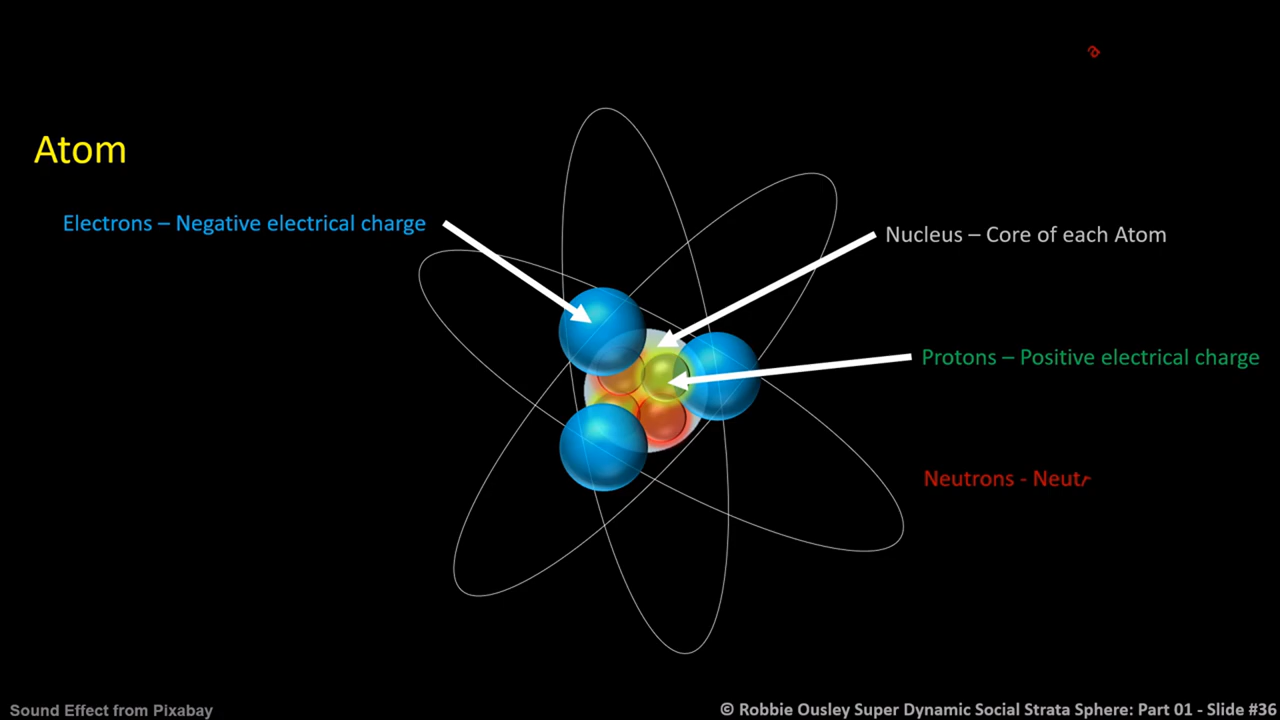 a
Atom
Electrons – Negative electrical charge
Nucleus – Core of each Atom
Protons – Positive electrical charge
Neutrons - Neutr
Sound Effect from Pixabay
© Robbie Ousley Super Dynamic Social Strata Sphere: Part 01 - Slide #36